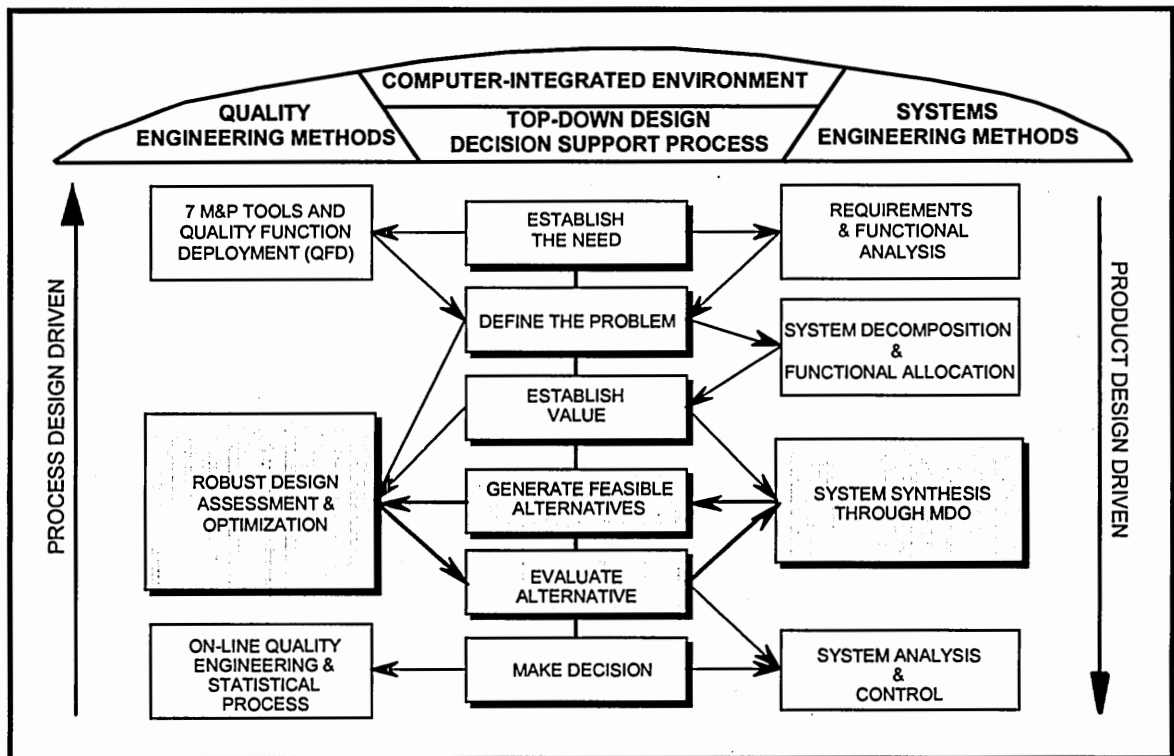 COMPUTER-INTEGRATED ENVIRONMENT
QUALITY
ENGINEERING METHODS
TOP-DOWN DESIGN
DECISION SUPPORT PROCESS
SYSTEMS
ENGINEERING METHODS
PROCESS DESIGN DRIVEN
7 M&P TOOLS AND
QUALITY FUNCTION
DEPLOYMENT (QFD)
ROBUST DESIGN
ASSESSMENT &
OPTIMIZATION
ON-LINE QUALITY
ENGINEERING &
STATISTICAL
PROCESS
ESTABLISH
THE NEED
DEFINE THE PROBLEM
ESTABLISH
VALUE
GENERATE FEASIBLE
ALTERNATIVES
EVALUATE
ALTERNATIVE
MAKE DECISION
REQUIREMENTS
& FUNCTIONAL
ANALYSIS
SYSTEM DECOMPOSITION
&
FUNCTIONAL ALLOCATION
SYSTEM SYNTHESIS
THROUGH MDO
SYSTEM ANALYSIS
&
CONTROL
PRODUCT DESIGN DRIVEN